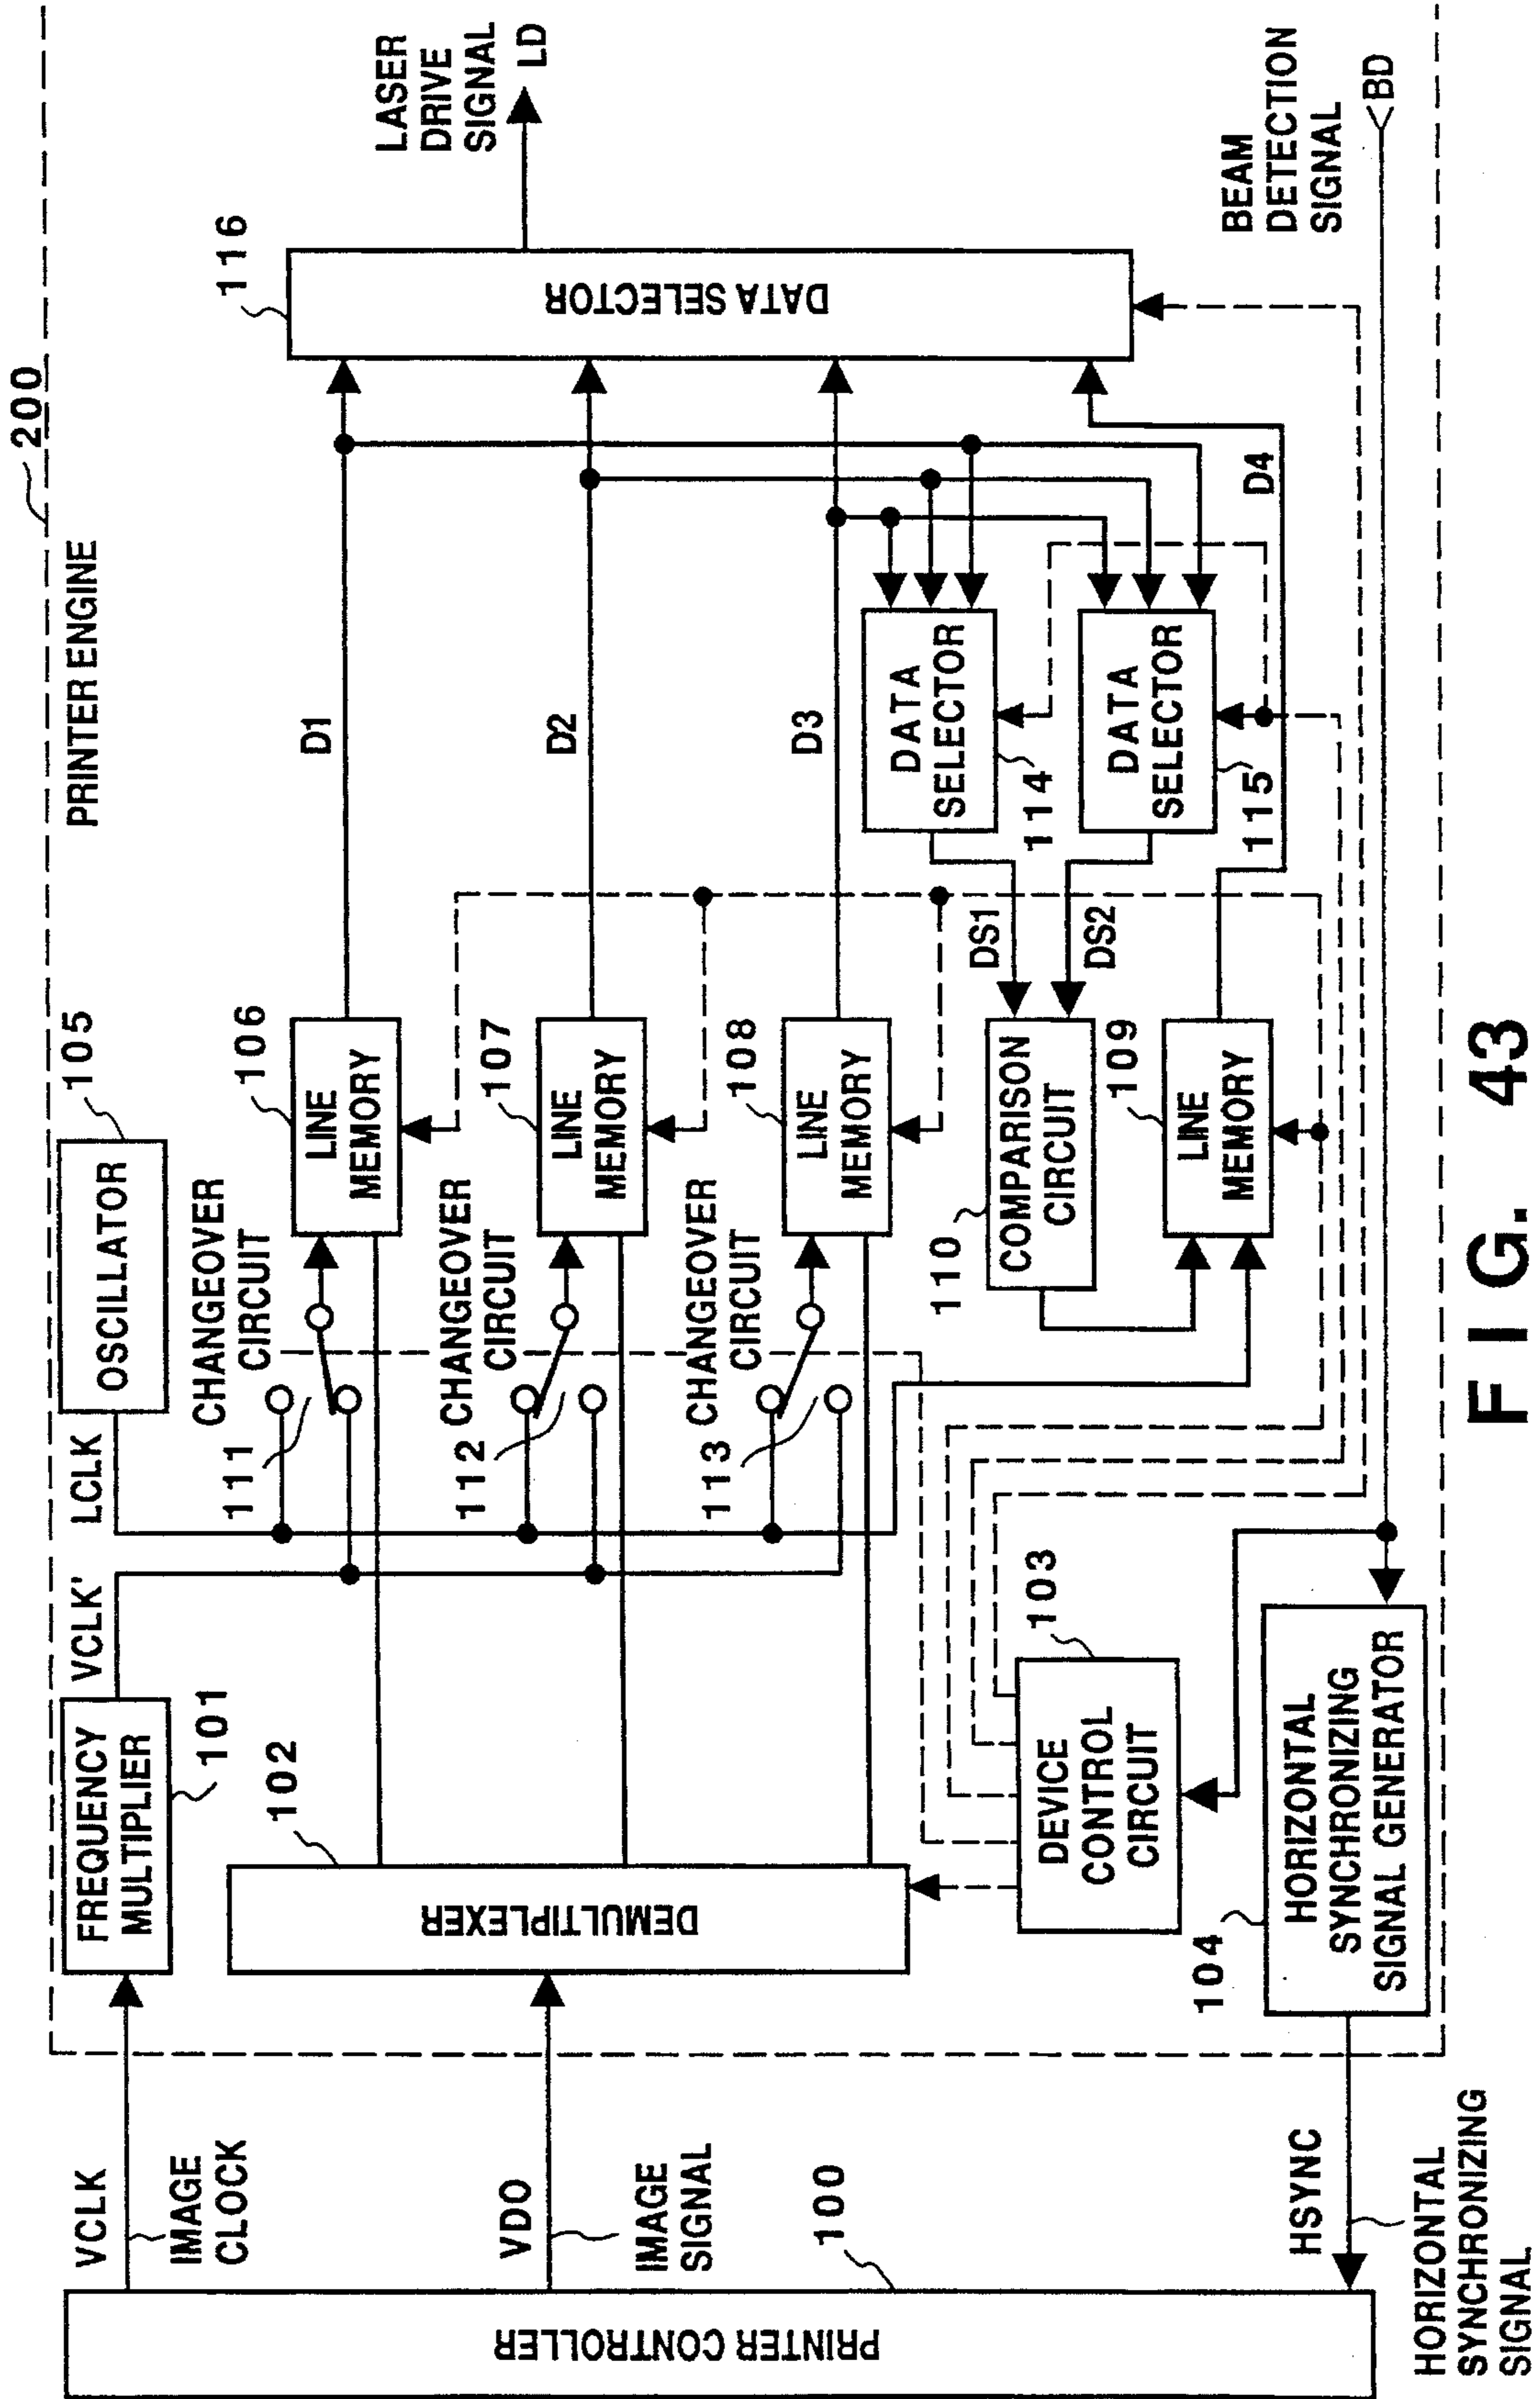 200
PRINTER ENGINE
VCLK
IMAGE
CLOCK
FREQUENCY
MULTIPLIER
101
VCLK'
LCLK
OSCILLATOR
105
LASER
DRIVE
SIGNAL
LD
PRINTER CONTROLLER
100
VDO
IMAGE
SIGNAL
DEMULTIPLEXER
102
CHANGEOVER
CIRCUIT
111
LINE
MEMORY
106
D1
CHANGEOVER
CIRCUIT
112
LINE
MEMORY
107
D2
CHANGEOVER
CIRCUIT
113
LINE
MEMORY
108
D3
DATA SELECTOR
116
DEVICE
CONTROL
CIRCUIT
103
COMPARISON
CIRCUIT
110
DS1
DS2
DATA
SELECTOR
114
DATA
SELECTOR
115
LINE
MEMORY
109
D4
HSYNC
HORIZONTAL
SYNCHRONIZING
SIGNAL
HORIZONTAL
SYNCHRONIZING
SIGNAL GENERATOR
104
BEAM
DETECTION
SIGNAL
BD
FIG. 43